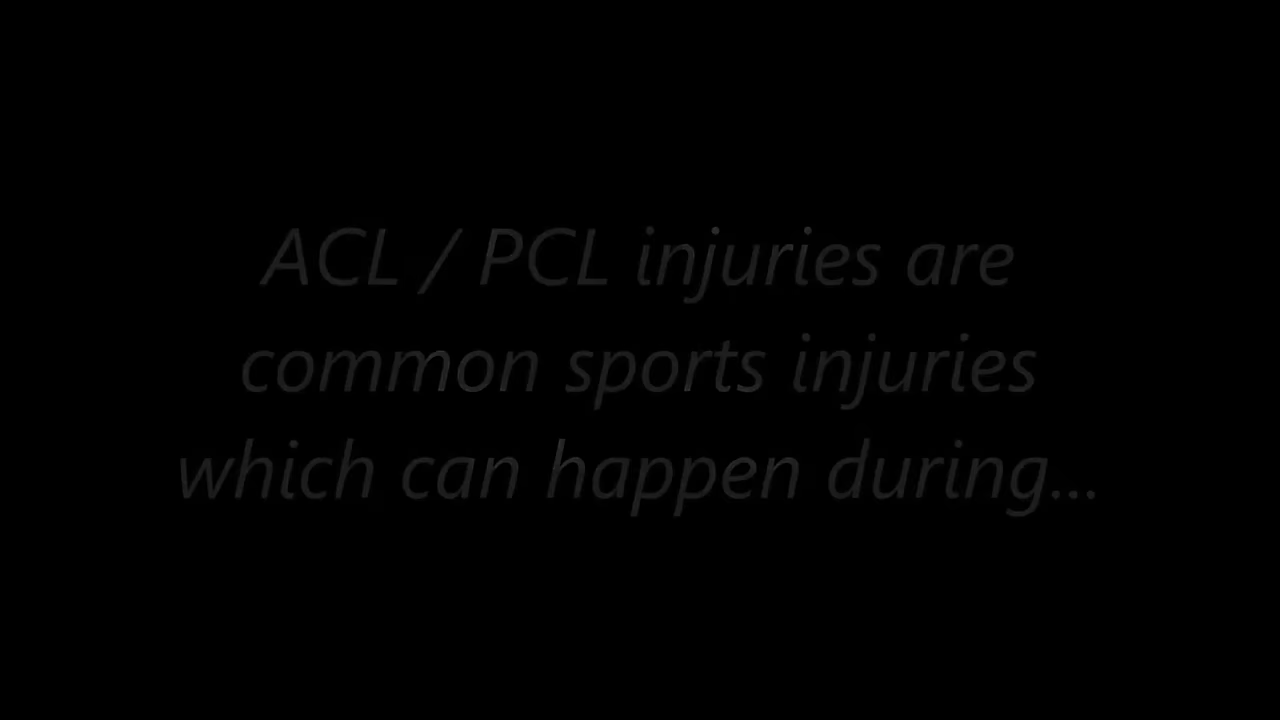 ACL / PCL injuries are
common sports injuries
which can happen during...